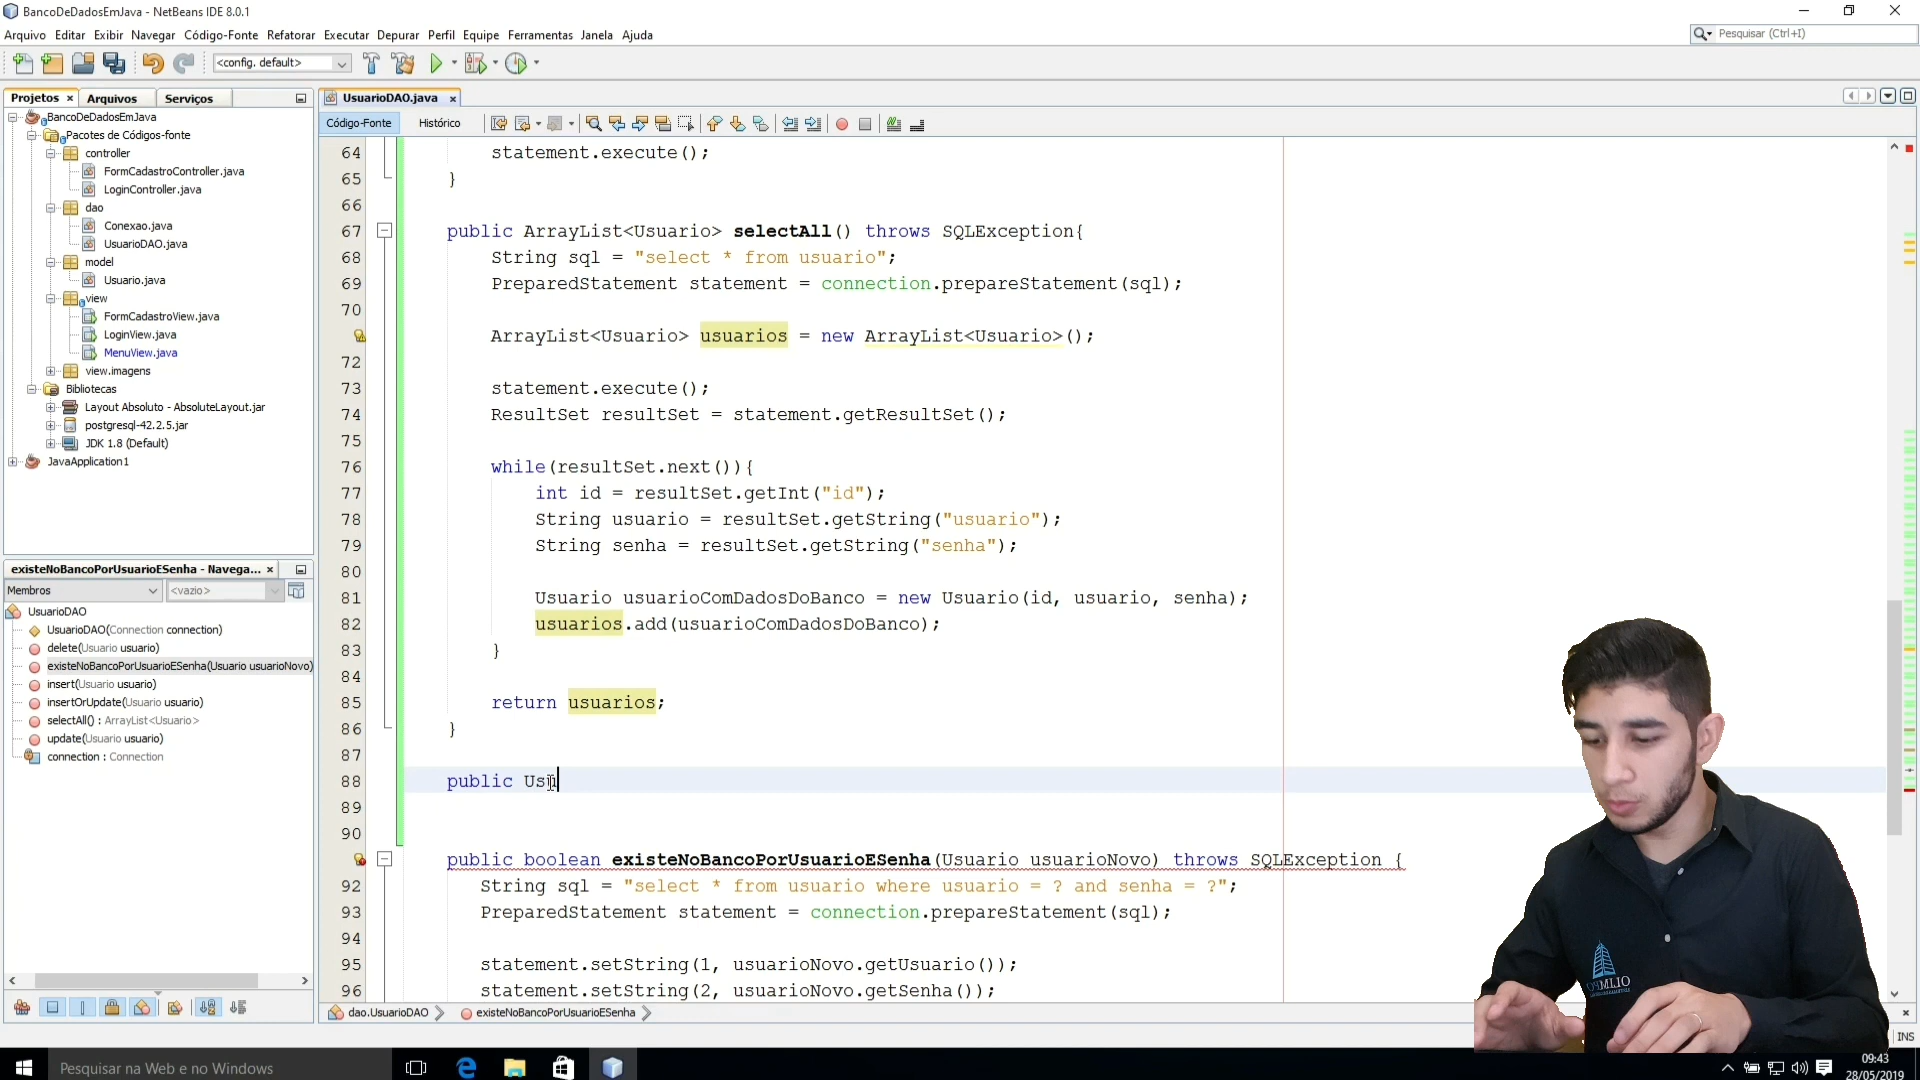 BancoDeDadosEmJava - NetBeans IDE 8.0.1
Arquivo Editar Exibir Navegar Código-Fonte Refatorar Executar Depurar Perfil Equipe Ferramentas Janela Ajuda
Pesquisar (Ctrl+I)
<config. default>
Projetos
Arquivos
Serviços
BancoDeDadosEmJava
Pacotes de Códigos-fonte
controller
FormCadastroController.java
LoginController.java
dao
Conexao.java
UsuarioDAO.java
model
Usuario.java
view
FormCadastroView.java
LoginView.java
MenuView.java
view.imagens
Bibliotecas
Layout Absoluto - AbsoluteLayout.jar
postgresql-42.2.5.jar
JDK 1.8 (Default)
JavaApplication1
existeNoBancoPorUsuarioESenha - Navega...
Membros
<vazio>
UsuarioDAO
UsuarioDAO(Connection connection)
delete(Usuario usuario)
existeNoBancoPorUsuarioESenha(Usuario usuarioNovo)
insert(Usuario usuario)
insertOrUpdate(Usuario usuario)
selectAll() : ArrayList<Usuario>
update(Usuario usuario)
connection : Connection
UsuarioDAO.java
Código-Fonte
Histórico
64 statement.execute();
65 }
66
67 public ArrayList<Usuario> selectAll() throws SQLException{
68 String sql = "select * from usuario";
69 PreparedStatement statement = connection.prepareStatement(sql);
70
ArrayList<Usuario> usuarios = new ArrayList<Usuario>();
72
73 statement.execute();
74 ResultSet resultSet = statement.getResultSet();
75
76 while(resultSet.next()){
77 int id = resultSet.getInt("id");
78 String usuario = resultSet.getString("usuario");
79 String senha = resultSet.getString("senha");
80
81 Usuario usuarioComDadosDoBanco = new Usuario(id, usuario, senha);
82 usuarios.add(usuarioComDadosDoBanco);
83 }
84
85 return usuarios;
86 }
87
88 public Usu
89
90
public boolean existeNoBancoPorUsuarioESenha(Usuario usuarioNovo) throws SQLException {
92 String sql = "select * from usuario where usuario = ? and senha = ?";
93 PreparedStatement statement = connection.prepareStatement(sql);
94
95 statement.setString(1, usuarioNovo.getUsuario());
96 statement.setString(2, usuarioNovo.getSenha());
dao.UsuarioDAO
existeNoBancoPorUsuarioESenha
OLIMPO
INS
Pesquisar na Web e no Windows
09:43
28/05/2019